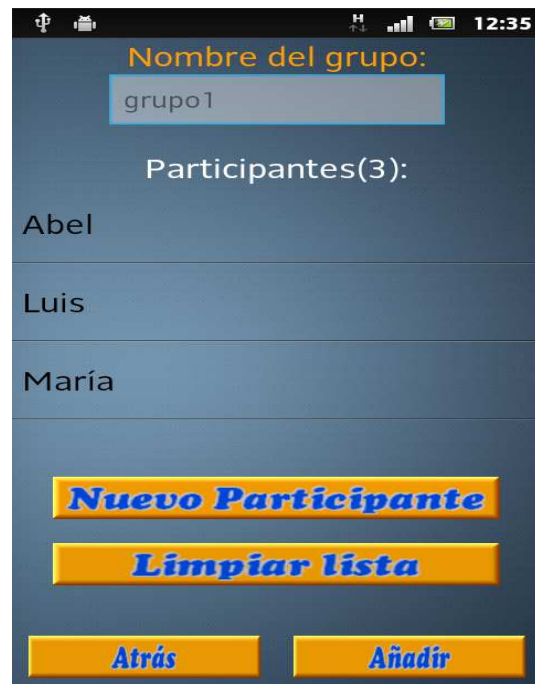 H 12:35
Nombre del grupo:
grupo1
Participantes(3):
Abel
Luis
María
Nuevo Participante
Limpiar lista
Atrás Añadir